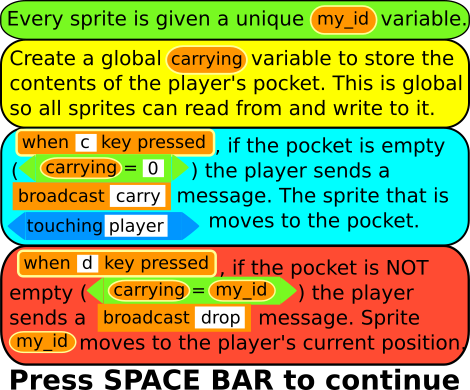 Every sprite is given a unique my_id variable.
Create a global carrying variable to store the
contents of the player's pocket. This is global
so all sprites can read from and write to it.
when c key pressed , if the pocket is empty
( carrying = 0 ) the player sends a
broadcast carry message. The sprite that is
touching player moves to the pocket.
when d key pressed , if the pocket is NOT
empty ( carrying = my_id ) the player
sends a broadcast drop message. Sprite
my_id moves to the player's current position.
Press SPACE BAR to continue